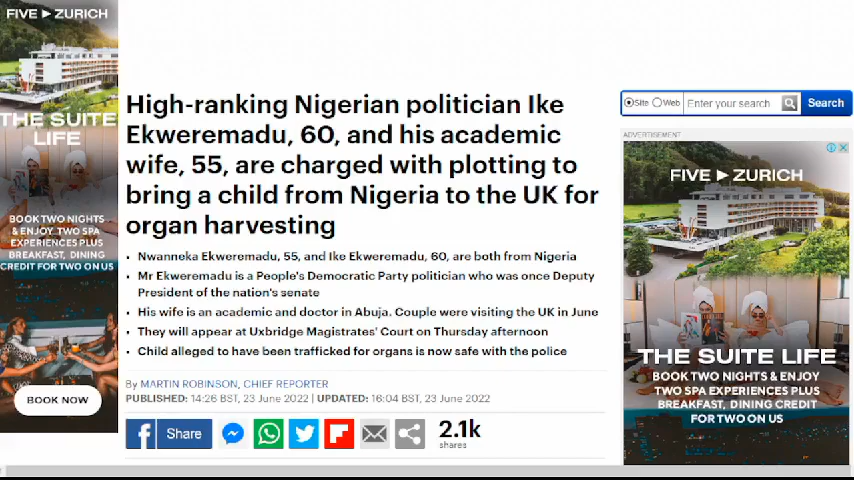 FIVE ▶ ZURICH
THE SUITE
LIFE
BOOK TWO NIGHTS
& ENJOY TWO SPA
EXPERIENCES PLUS
BREAKFAST, DINING
CREDIT FOR TWO ON US
BOOK NOW
High-ranking Nigerian politician Ike
Ekweremadu, 60, and his academic
wife, 55, are charged with plotting to
bring a child from Nigeria to the UK for
organ harvesting
• Nwanneka Ekweremadu, 55, and Ike Ekweremadu, 60, are both from Nigeria
• Mr Ekweremadu is a People's Democratic Party politician who was once Deputy
President of the nation's senate
• His wife is an academic and doctor in Abuja. Couple were visiting the UK in June
• They will appear at Uxbridge Magistrates' Court on Thursday afternoon
• Child alleged to have been trafficked for organs is now safe with the police
By MARTIN ROBINSON, CHIEF REPORTER
PUBLISHED: 14:26 BST, 23 June 2022 | UPDATED: 16:04 BST, 23 June 2022
Share
2.1k
shares
Site Web Enter your search Search
ADVERTISEMENT
FIVE ▶ ZURICH
THE SUITE LIFE
BOOK TWO NIGHTS & ENJOY
TWO SPA EXPERIENCES PLUS
BREAKFAST, DINING CREDIT
FOR TWO ON US